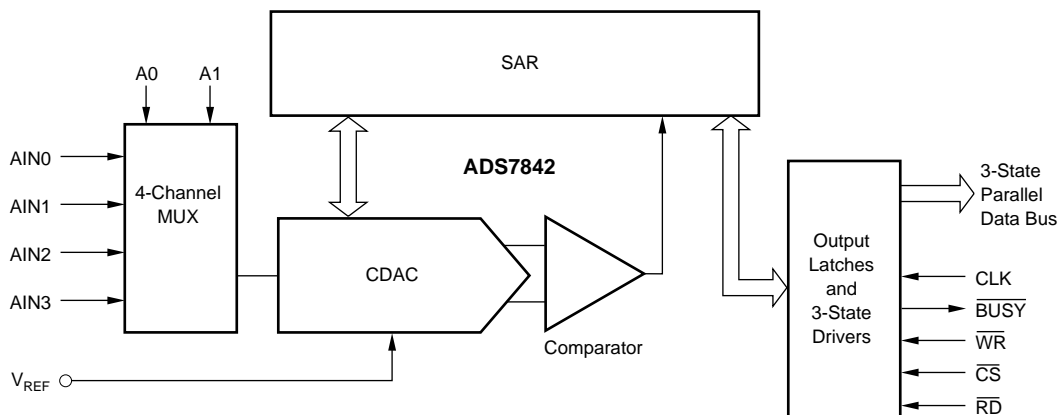 SAR
A0
A1
ADS7842
AIN0
AIN1
AIN2
AIN3
4-Channel
MUX
CDAC
Comparator
VREF
Output
Latches
and
3-State
Drivers
3-State
Parallel
Data Bus
CLK
BUSY
WR
CS
RD